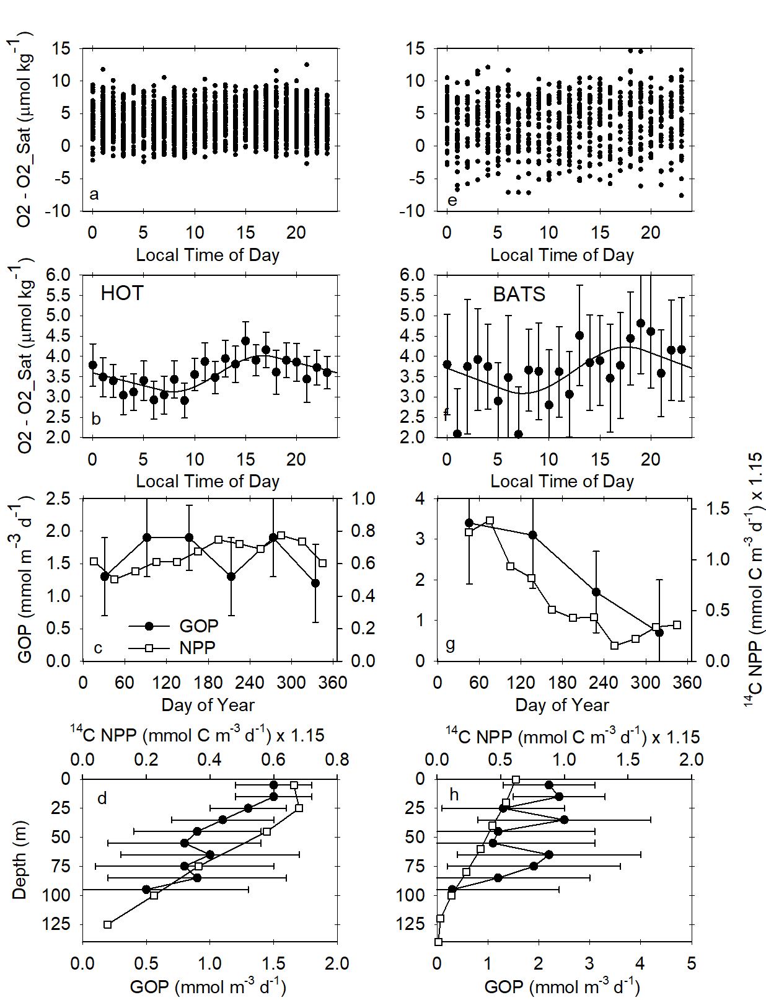 O2 - O2_Sat (μmol kg-1)
15
10
5
0
-5
-10
a
0 5 10 15 20
Local Time of Day
15
10
5
0
-5
-10
e
0 5 10 15 20
Local Time of Day
O2 - O2_Sat (μmol kg-1)
6.0
5.5
5.0
4.5
4.0
3.5
3.0
2.5
2.0
HOT
b
0 5 10 15 20
Local Time of Day
6.0
5.5
5.0
4.5
4.0
3.5
3.0
2.5
2.0
BATS
f
0 5 10 15 20
Local Time of Day
GOP (mmol m-3 d-1)
2.5
2.0
1.5
1.0
0.5
0.0
GOP
NPP
c
1.0
0.8
0.6
0.4
0.2
0.0
0 60 120 180 240 300 360
Day of Year
4
3
2
1
0
g
1.5
1.0
0.5
0.0
14C NPP (mmol C m-3 d-1) x 1.15
0 60 120 180 240 300 360
Day of Year
14C NPP (mmol C m-3 d-1) x 1.15
0.0 0.2 0.4 0.6 0.8
Depth (m)
0
25
50
75
100
125
d
0.0 0.5 1.0 1.5 2.0
GOP (mmol m-3 d-1)
14C NPP (mmol C m-3 d-1) x 1.15
0.0 0.5 1.0 1.5 2.0
0
25
50
75
100
125
h
0 1 2 3 4 5
GOP (mmol m-3 d-1)